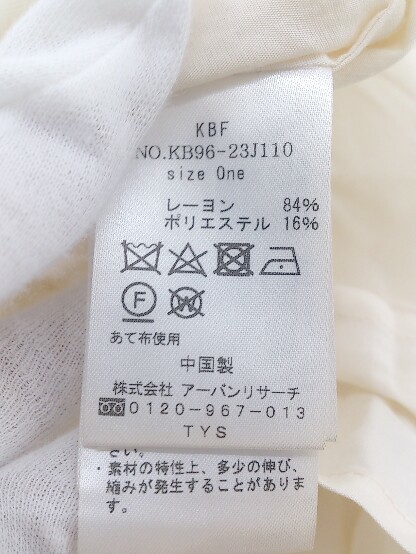 KBF
NO.KB96-23J110
size One
レーヨン 84%
ポリエステル 16%
F
W
あて布使用
中国製
株式会社 アーバンリサーチ
0120-967-013
TYS
さい。
・素材の特性上、多少の伸び、
縮みが発生することがありま
す。